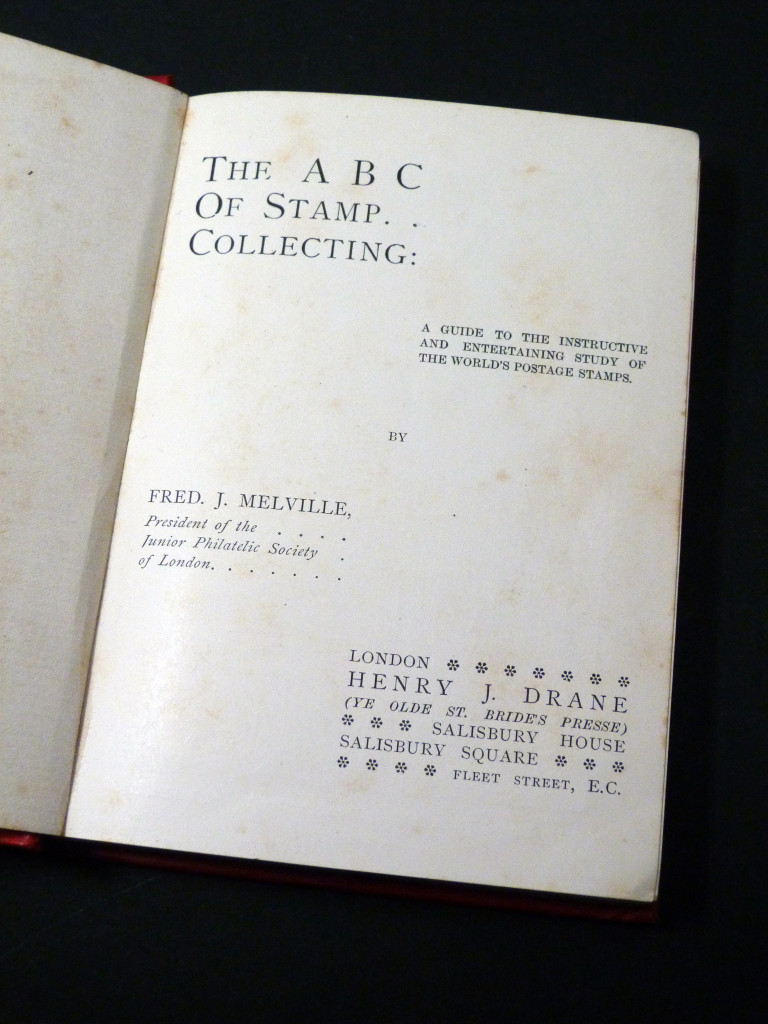 THE A B C
OF STAMP. .
COLLECTING:
A GUIDE TO THE INSTRUCTIVE
AND ENTERTAINING STUDY OF
THE WORLD'S POSTAGE STAMPS.
BY
FRED. J. MELVILLE,
President of the . . . .
Junior Philatelic Society .
of London. . . . . . .
LONDON ✽ ✽ ✽ ✽ ✽ ✽ ✽
HENRY J. DRANE
(YE OLDE ST. BRIDE'S PRESSE)
✽ ✽ ✽ SALISBURY HOUSE
SALISBURY SQUARE ✽ ✽ ✽
✽ ✽ ✽ ✽ FLEET STREET, E.C.